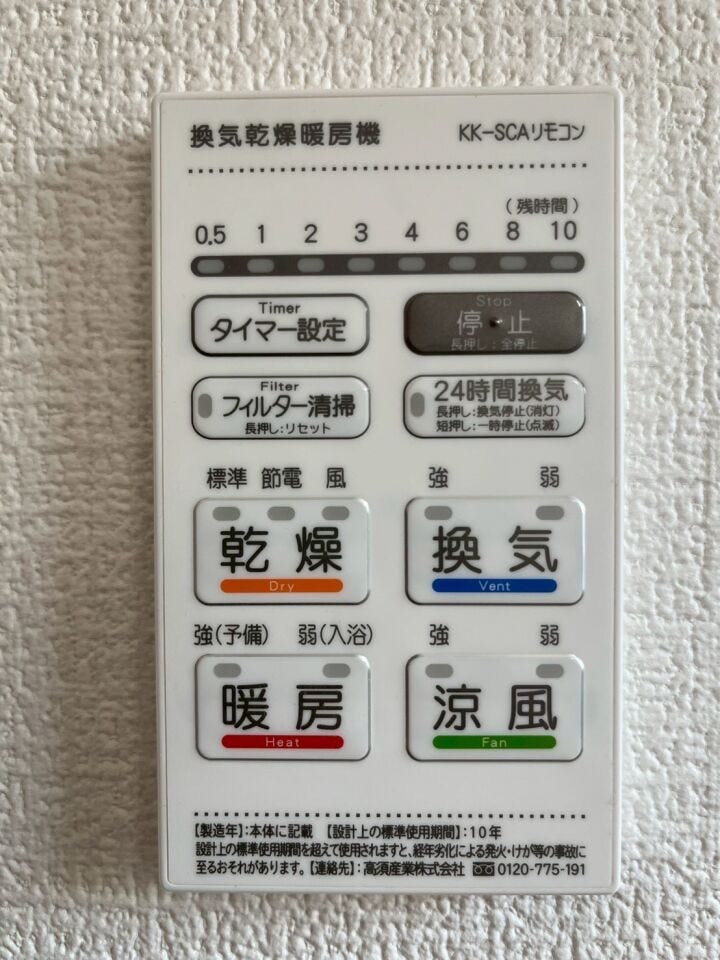 換気乾燥暖房機 KK-SCAリモコン
(残時間)
0.5 1 2 3 4 6 8 10
Timer
タイマー設定
Stop
停・止
長押し:全停止
Filter
フィルター清掃
長押し:リセット
24時間換気
長押し:換気停止(消灯)
短押し:一時停止(点滅)
標準 節電 風
乾燥
Dry
強 弱
換気
Vent
強(予備) 弱(入浴)
暖房
Heat
強 弱
涼風
Fan
【製造年】:本体に記載 【設計上の標準使用期間】:10年
設計上の標準使用期間を超えて使用されますと、経年劣化による発火・けが等の事故に
至るおそれがあります。【連絡先】:高須産業株式会社 0120-775-191